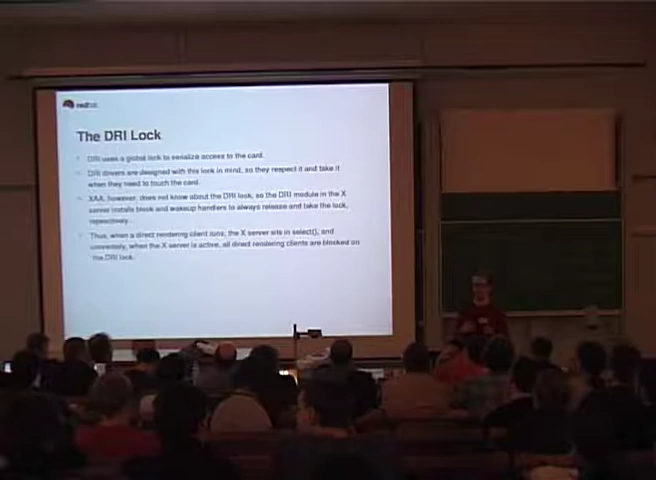 redhat
The DRI Lock
DRI uses a global lock to serialize access to the card.
DRI drivers are designed with this lock in mind, so they respect it and take it
when they need to touch the card.
XAA, however, does not know about the DRI lock, so the DRI module in the X
server installs block and wakeup handlers to always release and take the lock,
repectively.
Thus, when a direct rendering client runs, the X server sits in select(), and
conversely, when the X server is active, all direct rendering clients are blocked on
the DRI lock.